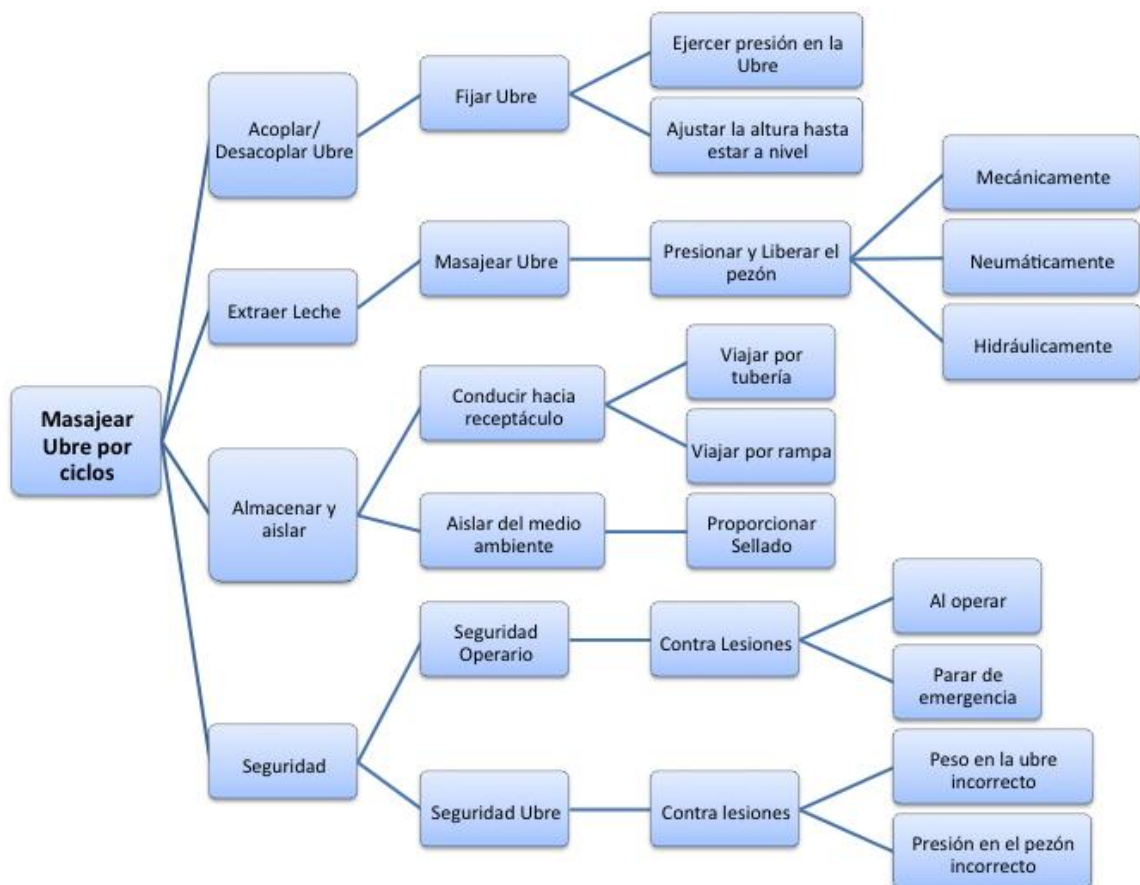 Masajear
Ubre por
ciclos
Acoplar/
Desacoplar Ubre
Fijar Ubre
Ejercer presión en la
Ubre
Ajustar la altura hasta
estar a nivel
Extraer Leche
Masajear Ubre
Presionar y Liberar el
pezón
Mecánicamente
Neumáticamente
Hidráulicamente
Almacenar y
aislar
Conducir hacia
receptáculo
Viajar por
tubería
Viajar por rampa
Aislar del medio
ambiente
Proporcionar
Sellado
Seguridad
Seguridad
Operario
Contra Lesiones
Al operar
Parar de
emergencia
Seguridad Ubre
Contra lesiones
Peso en la ubre
incorrecto
Presión en el pezón
incorrecto